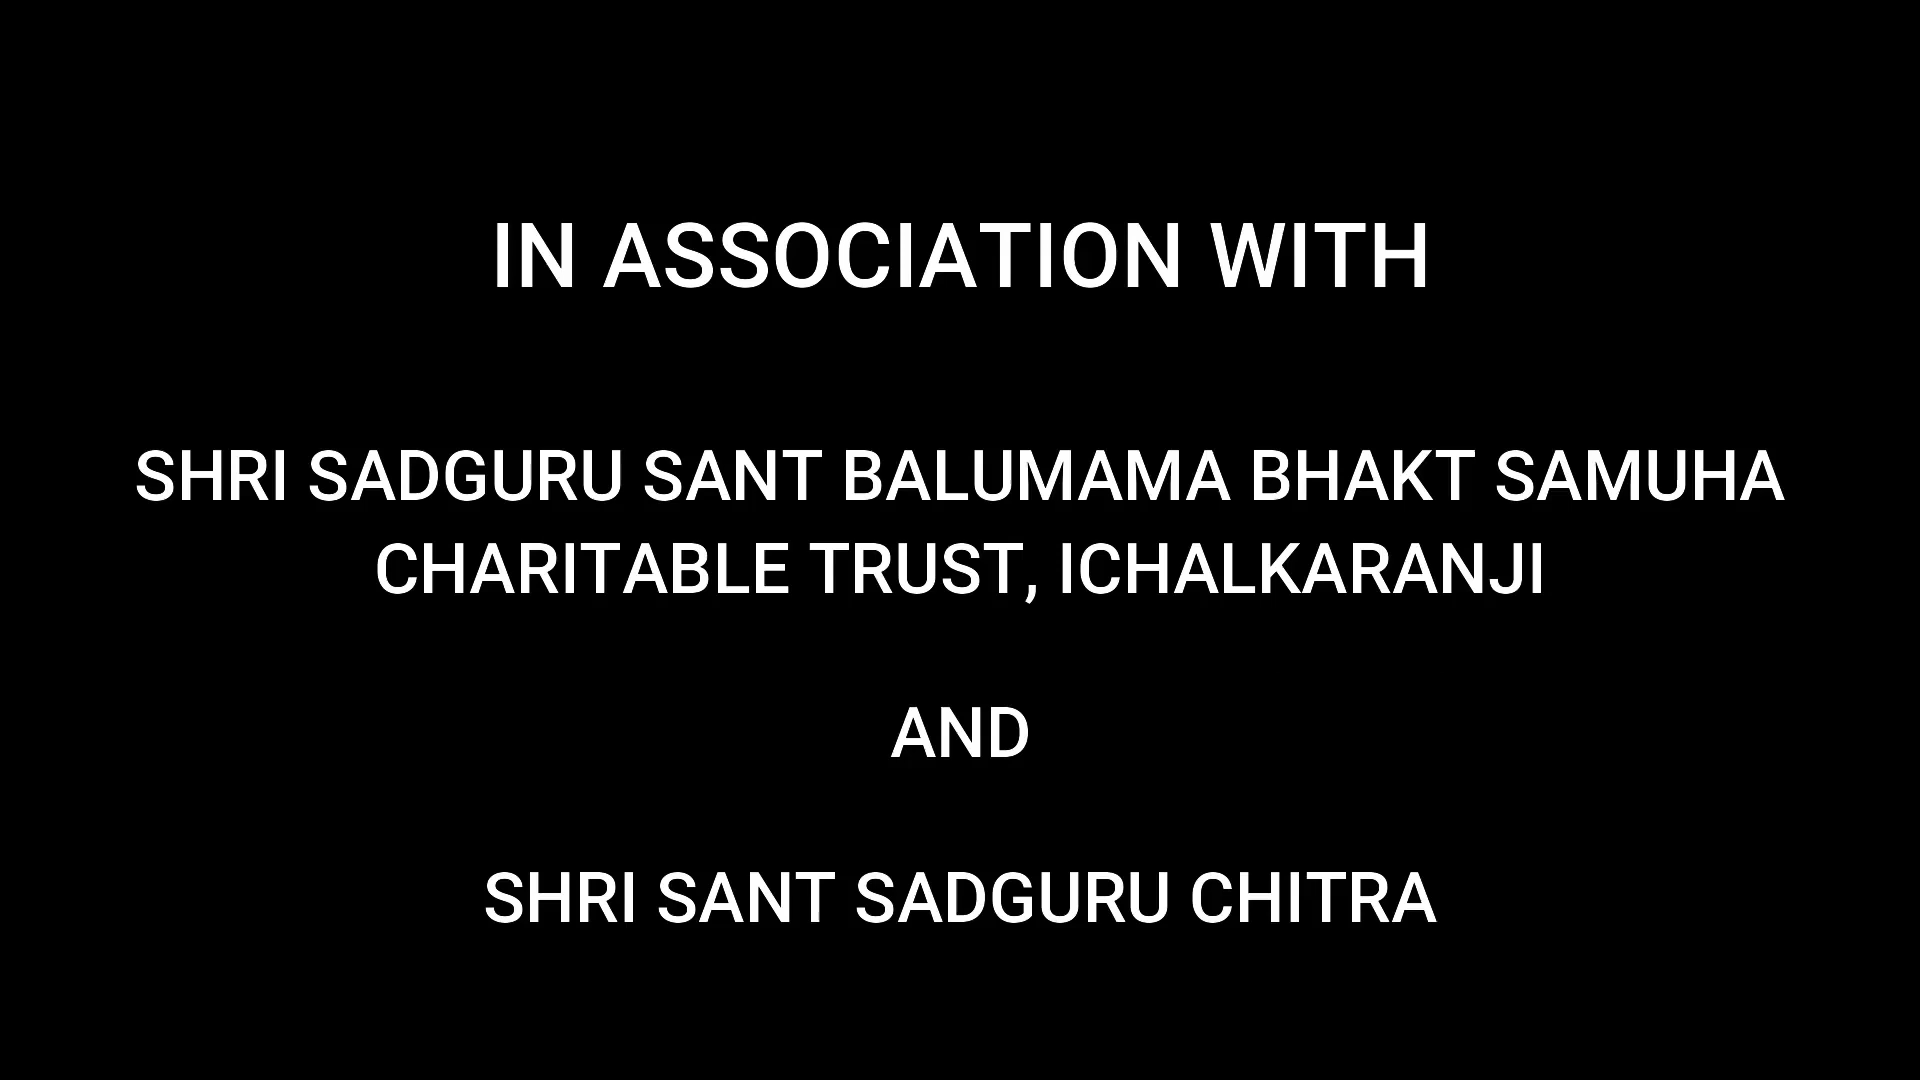 IN ASSOCIATION WITH
SHRI SADGURU SANT BALUMAMA BHAKT SAMUHA
CHARITABLE TRUST, ICHALKARANJI
AND
SHRI SANT SADGURU CHITRA